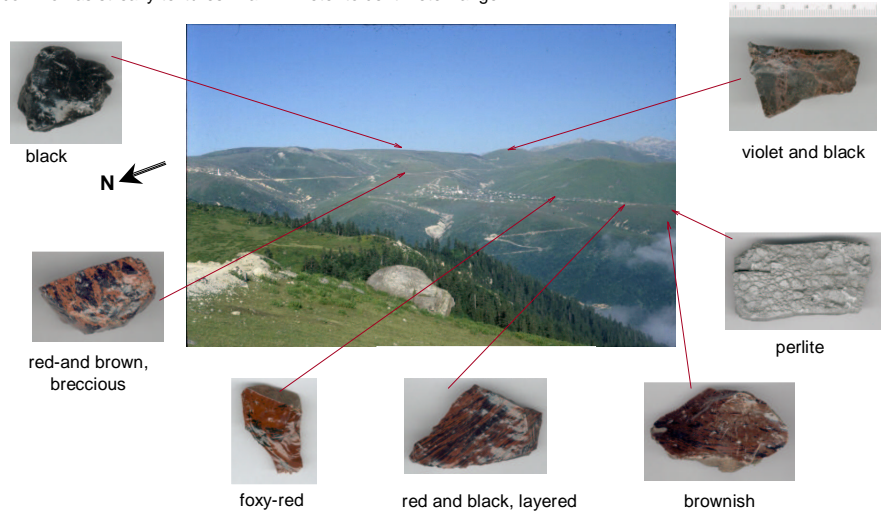 black
violet and black
N
red-and brown,
breccious
perlite
foxy-red
red and black, layered
brownish